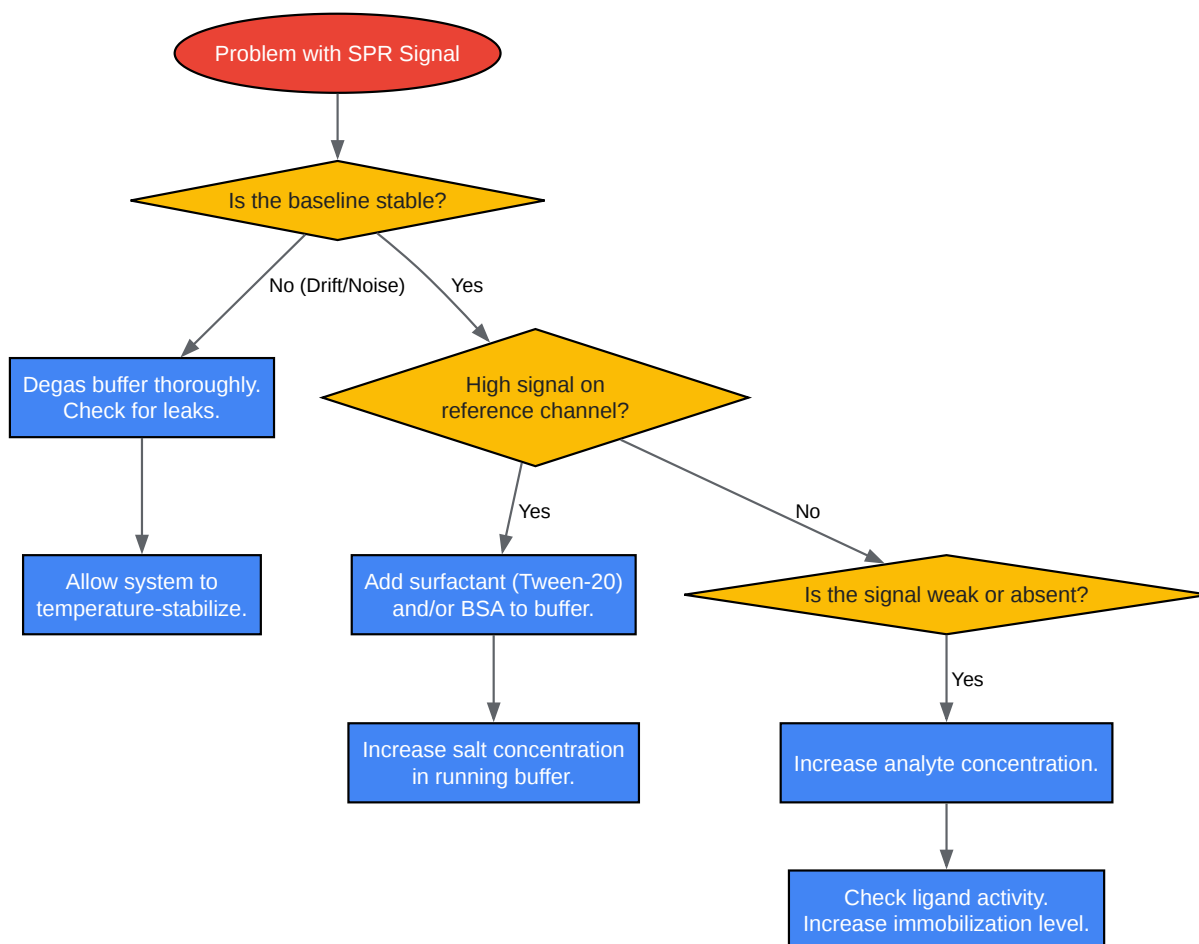 Problem with SPR Signal
Is the baseline stable?
No (Drift/Noise)
Yes
Degas buffer thoroughly.
Check for leaks.
High signal on
reference channel?
Yes
No
Allow system to
temperature-stabilize.
Add surfactant (Tween-20)
and/or BSA to buffer.
Is the signal weak or absent?
Yes
Increase salt concentration
in running buffer.
Increase analyte concentration.
Check ligand activity.
Increase immobilization level.